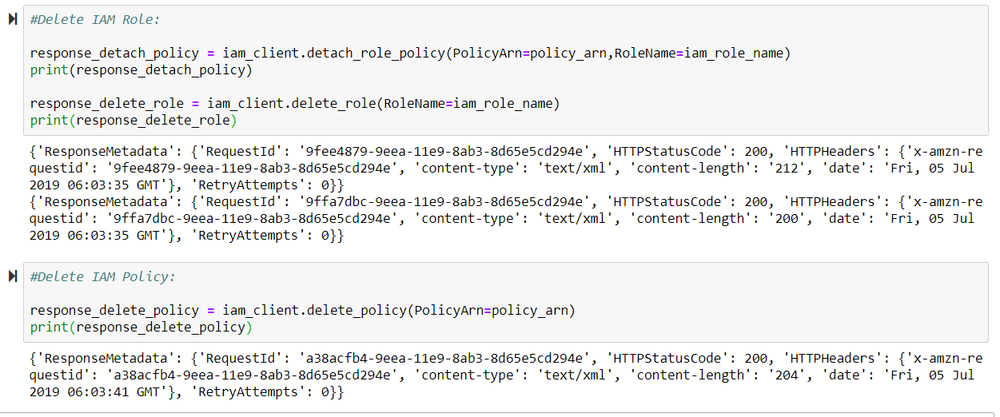 #Delete IAM Role:
response_detach_policy = iam_client.detach_role_policy(PolicyArn=policy_arn,RoleName=iam_role_name)
print(response_detach_policy)
response_delete_role = iam_client.delete_role(RoleName=iam_role_name)
print(response_delete_role)
{'ResponseMetadata': {'RequestId': '9fee4879-9eea-11e9-8ab3-8d65e5cd294e', 'HTTPStatusCode': 200, 'HTTPHeaders': {'x-amzn-re
questid': '9fee4879-9eea-11e9-8ab3-8d65e5cd294e', 'content-type': 'text/xml', 'content-length': '212', 'date': 'Fri, 05 Jul
2019 06:03:35 GMT'}, 'RetryAttempts': 0}}
{'ResponseMetadata': {'RequestId': '9ffa7dbc-9eea-11e9-8ab3-8d65e5cd294e', 'HTTPStatusCode': 200, 'HTTPHeaders': {'x-amzn-re
questid': '9ffa7dbc-9eea-11e9-8ab3-8d65e5cd294e', 'content-type': 'text/xml', 'content-length': '200', 'date': 'Fri, 05 Jul
2019 06:03:35 GMT'}, 'RetryAttempts': 0}}
#Delete IAM Policy:
response_delete_policy = iam_client.delete_policy(PolicyArn=policy_arn)
print(response_delete_policy)
{'ResponseMetadata': {'RequestId': 'a38acfb4-9eea-11e9-8ab3-8d65e5cd294e', 'HTTPStatusCode': 200, 'HTTPHeaders': {'x-amzn-re
questid': 'a38acfb4-9eea-11e9-8ab3-8d65e5cd294e', 'content-type': 'text/xml', 'content-length': '204', 'date': 'Fri, 05 Jul
2019 06:03:41 GMT'}, 'RetryAttempts': 0}}